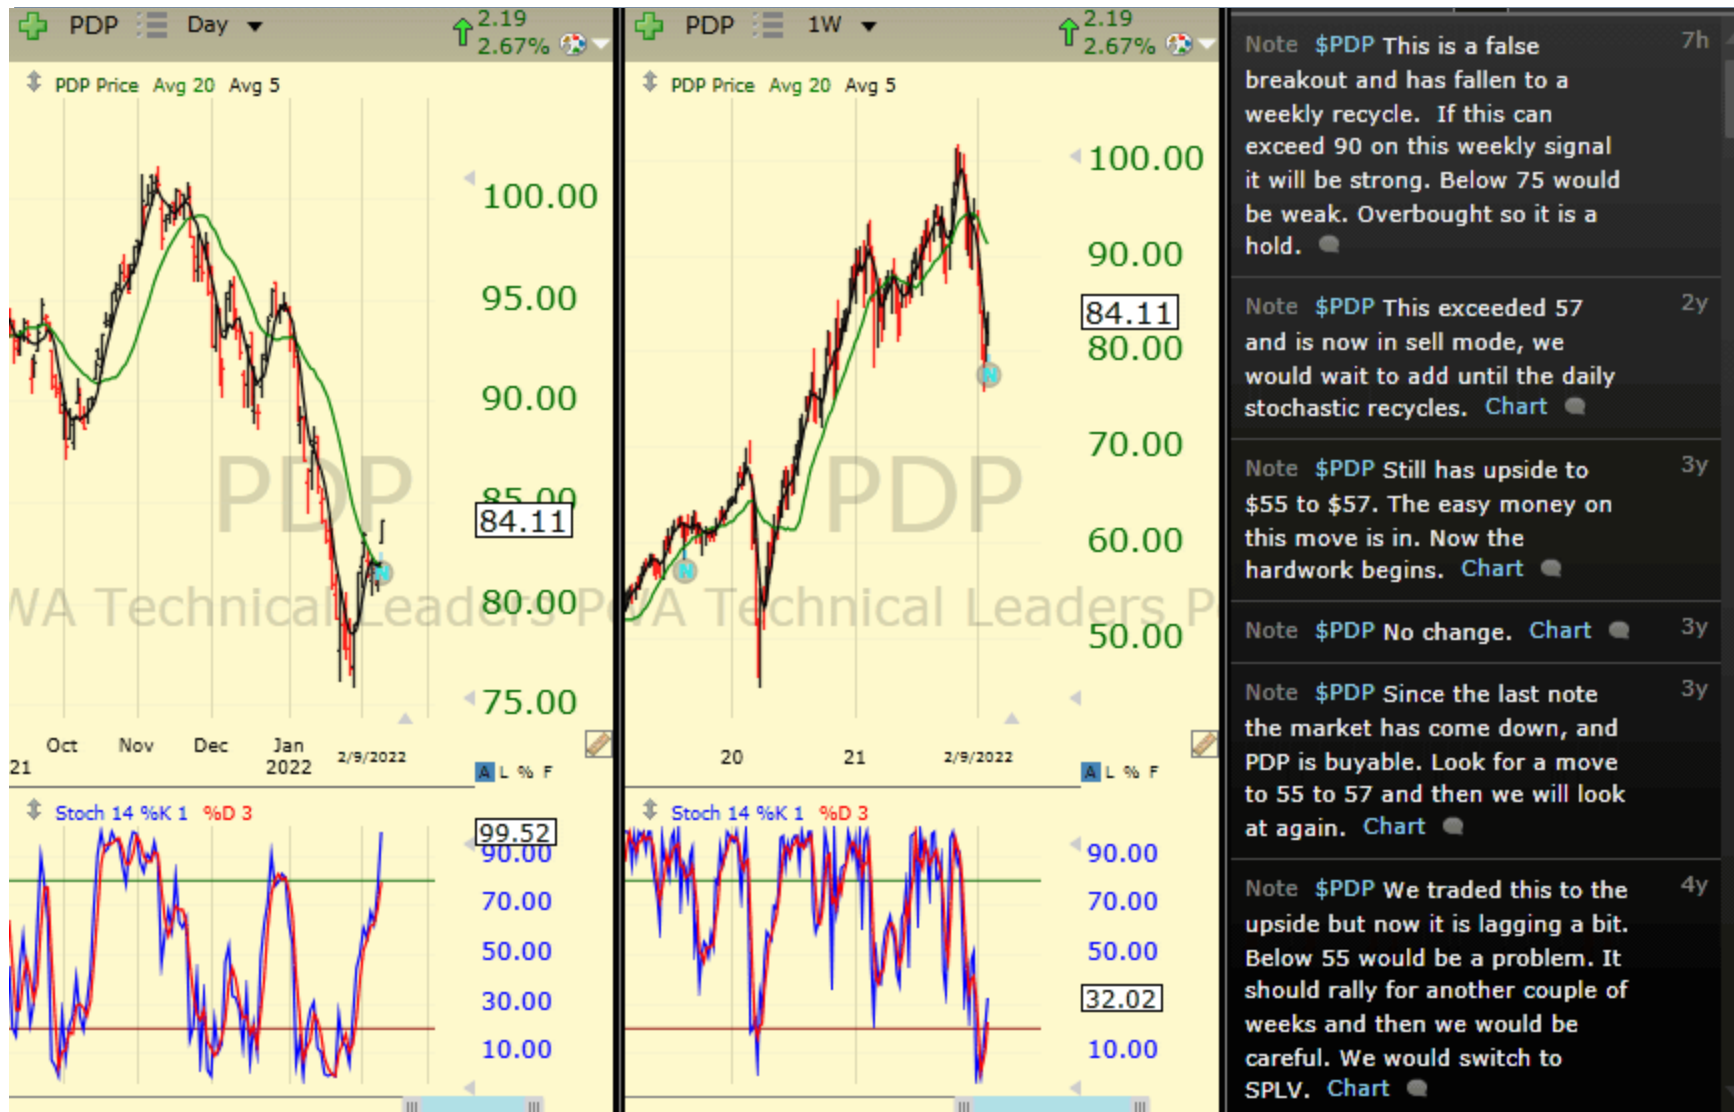 PDP Day
2.19
2.67%
PDP Price Avg 20 Avg 5
100.00
95.00
90.00
85.00
84.11
80.00
75.00
PDP
WA Technical Leaders Po
Oct Nov Dec Jan 2/9/2022
21 2022
A L % F
Stoch 14 %K 1 %D 3
99.52
90.00
70.00
50.00
30.00
10.00
PDP 1W
2.19
2.67%
PDP Price Avg 20 Avg 5
100.00
90.00
84.11
80.00
70.00
60.00
50.00
PDP
WA Technical Leaders P
N
N
N
20 21 2/9/2022
A L % F
Stoch 14 %K 1 %D 3
90.00
70.00
50.00
32.02
10.00
Note $PDP This is a false 7h
breakout and has fallen to a
weekly recycle. If this can
exceed 90 on this weekly signal
it will be strong. Below 75 would
be weak. Overbought so it is a
hold.
Note $PDP This exceeded 57 2y
and is now in sell mode, we
would wait to add until the daily
stochastic recycles. Chart
Note $PDP Still has upside to 3y
$55 to $57. The easy money on
this move is in. Now the
hardwork begins. Chart
Note $PDP No change. Chart 3y
Note $PDP Since the last note 3y
the market has come down, and
PDP is buyable. Look for a move
to 55 to 57 and then we will look
at again. Chart
Note $PDP We traded this to the 4y
upside but now it is lagging a bit.
Below 55 would be a problem. It
should rally for another couple of
weeks and then we would be
careful. We would switch to
SPLV. Chart